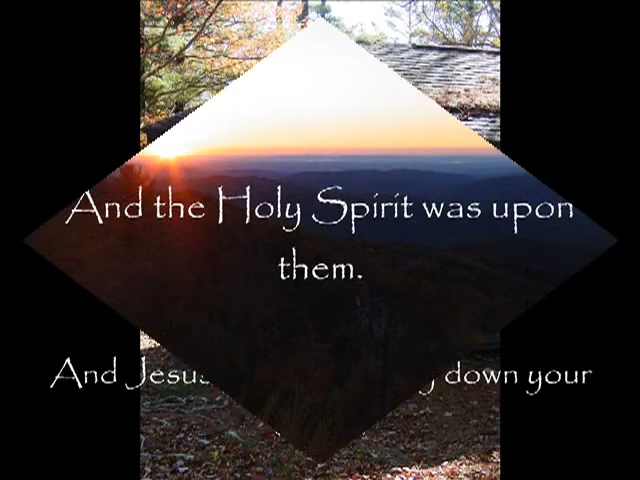 And the Holy Spirit was upon
them.
And Jesus down your